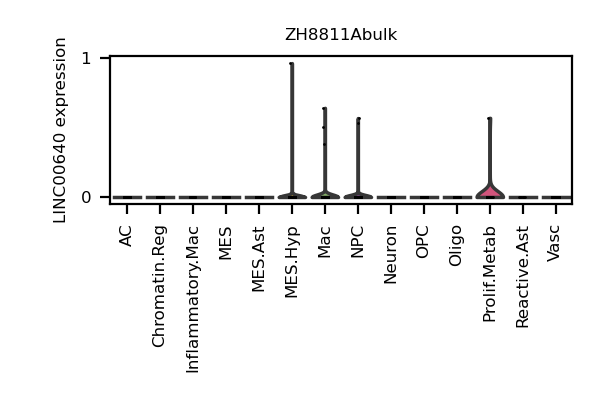 ZH8811Abulk
LINC00640 expression
1
0
AC
Chromatin.Reg
Inflammatory.Mac
MES
MES.Ast
MES.Hyp
Mac
NPC
Neuron
OPC
Oligo
Prolif.Metab
Reactive.Ast
Vasc